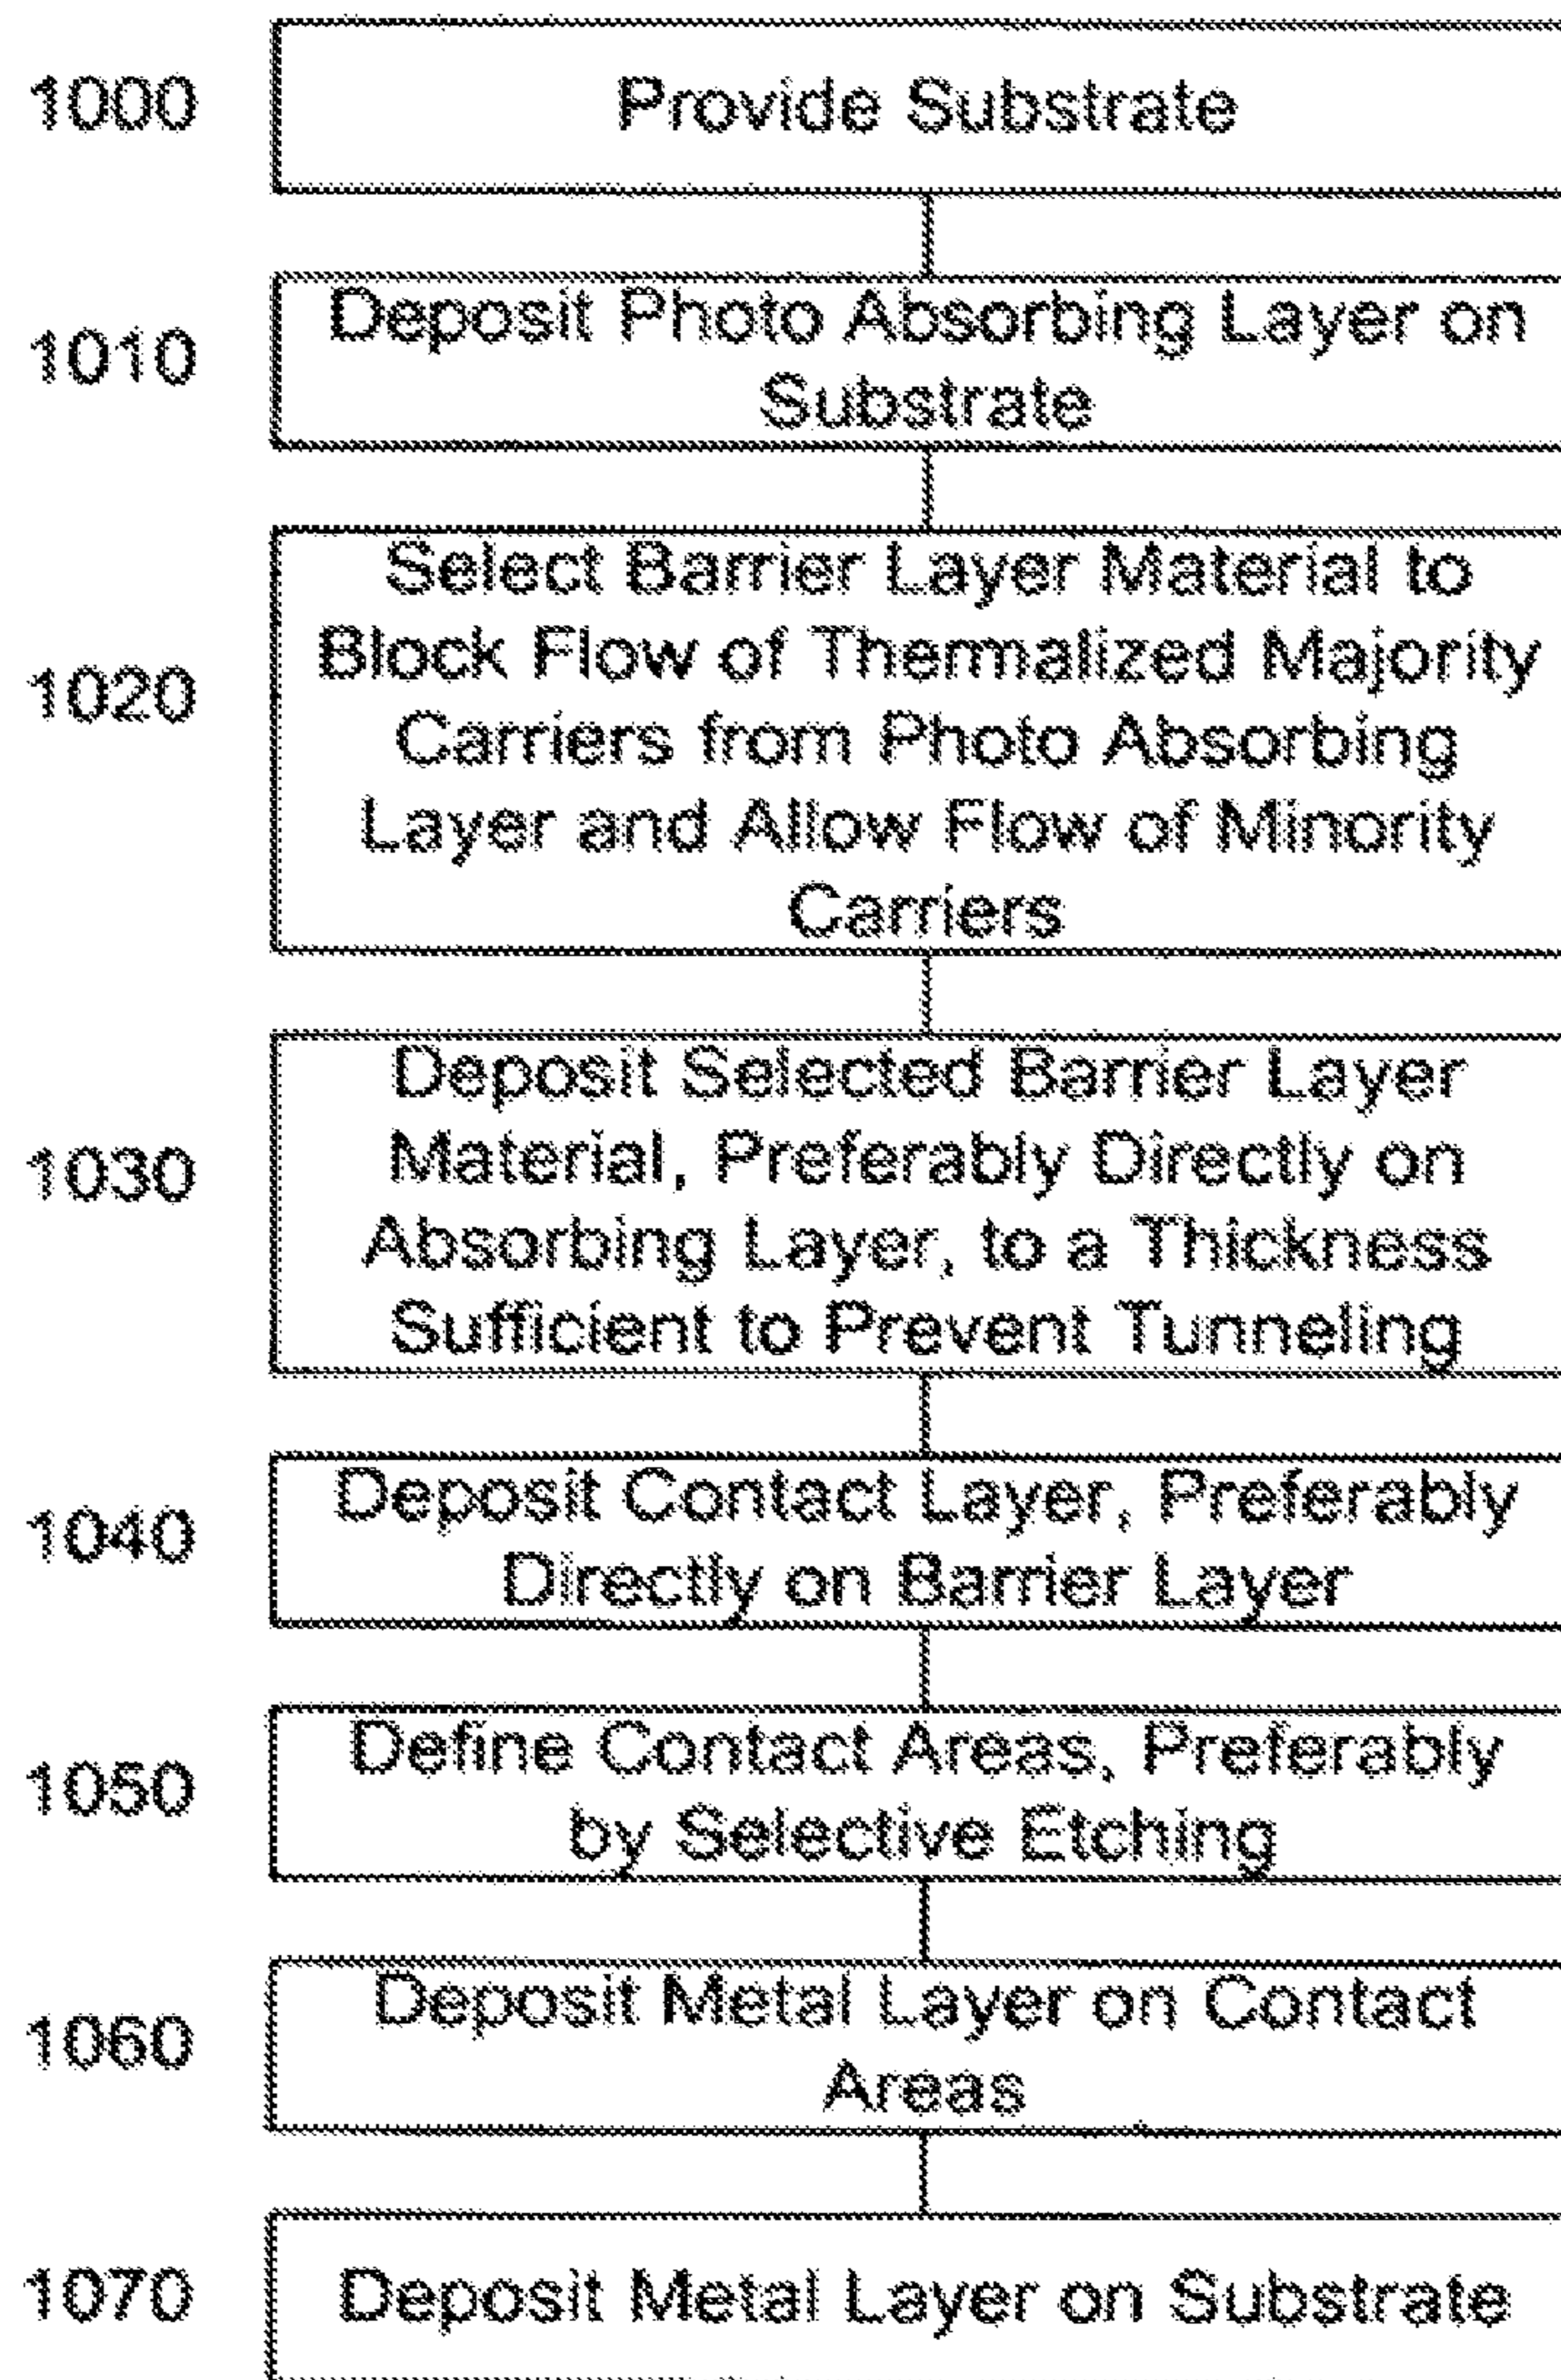 1000
Provide Substrate
1010
Deposit Photo Absorbing Layer on
Substrate
1020
Select Barrier Layer Material to
Block Flow of Thermalized Majority
Carriers from Photo Absorbing
Layer and Allow Flow of Minority
Carriers
1030
Deposit Selected Barrier Layer
Material, Preferably Directly on
Absorbing Layer, to a Thickness
Sufficient to Prevent Tunneling
1040
Deposit Contact Layer, Preferably
Directly on Barrier Layer
1050
Define Contact Areas, Preferably
by Selective Etching
1060
Deposit Metal Layer on Contact
Areas
1070
Deposit Metal Layer on Substrate